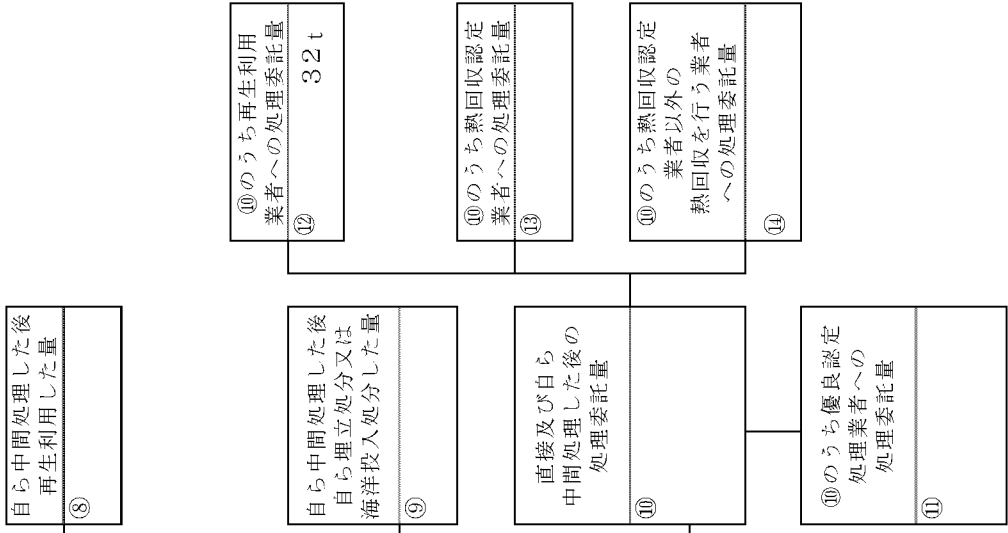 自ら中間処理した後
再生利用した量
⑧
自ら中間処理した後
自ら埋立処分又は
海洋投入処分した量
⑨
直接及び自ら
中間処理した後の
処理委託量
⑩
⑩のうち優良認定
処理業者への
処理委託量
⑪
⑩のうち再生利用
業者への処理委託量
⑫
32t
⑩のうち熱回収認定
業者への処理委託量
⑬
⑩のうち熱回収認定
業者以外の
熱回収を行う業者
への処理委託量
⑭